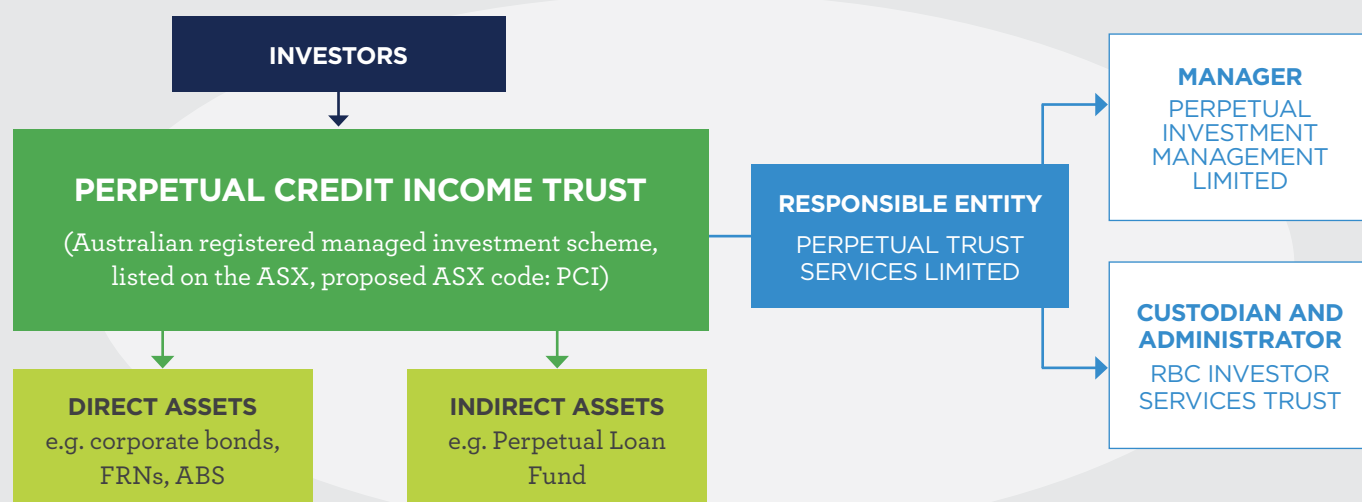 INVESTORS
PERPETUAL CREDIT INCOME TRUST
(Australian registered managed investment scheme,
listed on the ASX, proposed ASX code: PCI)
DIRECT ASSETS
e.g. corporate bonds,
FRNs, ABS
INDIRECT ASSETS
e.g. Perpetual Loan
Fund
RESPONSIBLE ENTITY
PERPETUAL TRUST
SERVICES LIMITED
MANAGER
PERPETUAL
INVESTMENT
MANAGEMENT
LIMITED
CUSTODIAN AND
ADMINISTRATOR
RBC INVESTOR
SERVICES TRUST